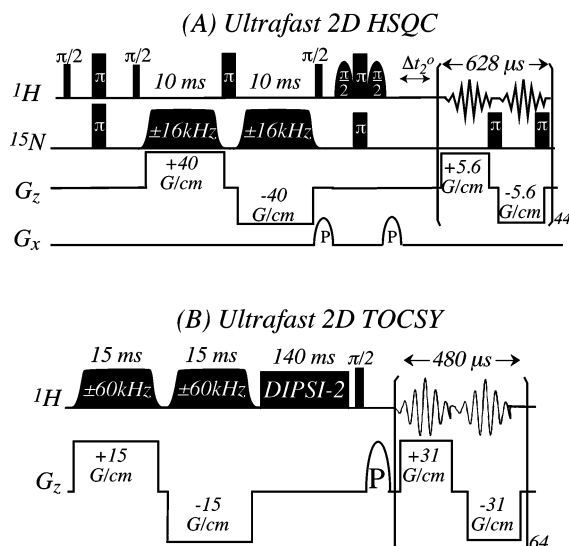 (A) Ultrafast 2D HSQC
π/2 π π/2 10 ms π 10 ms π/2 π/2 π π/2 Δt₂ᵒ 628 μs
¹H
¹⁵N π ±16kHz ±16kHz π π π
Gz +40 G/cm -40 G/cm +5.6 G/cm -5.6 G/cm 44
Gx P P
(B) Ultrafast 2D TOCSY
15 ms 15 ms 140 ms π/2 480 μs
¹H ±60kHz ±60kHz DIPSI-2
Gz +15 G/cm -15 G/cm P +31 G/cm -31 G/cm 64